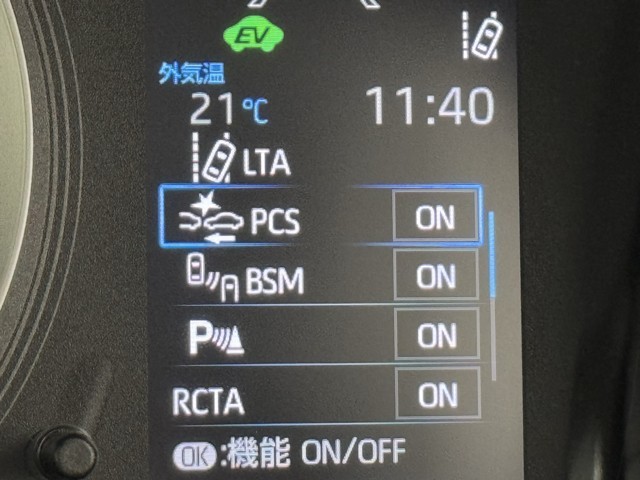 EV
外気温
21℃ 11:40
LTA
PCS ON
BSM ON
P ON
RCTA ON
OK:機能 ON/OFF